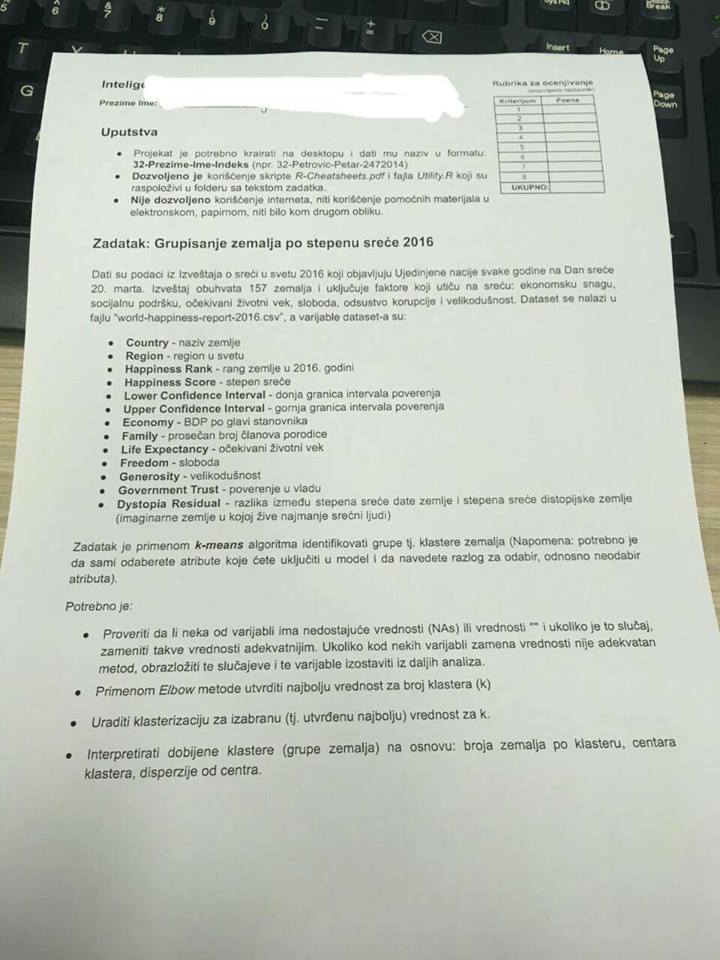 Intelig
Prezime Ime:
Rubrika za ocenjivanje
Kriterijum Poena
1
2
3
4
5
6
7
8
UKUPNO:
Uputstva
• Projekat je potrebno krairati na desktopu i dati mu naziv u formatu:
32-Prezime-Ime-Indeks (npr. 32-Petrovic-Petar-2472014)
• Dozvoljeno je korišćenje skripte R-Cheatsheets.pdf i fajla Utility.R koji su
raspoloživi u folderu sa tekstom zadatka.
• Nije dozvoljeno korišćenje interneta, niti korišćenje pomoćnih materijala u
elektronskom, papirnom, niti bilo kom drugom obliku.
Zadatak: Grupisanje zemalja po stepenu sreće 2016
Dati su podaci iz Izveštaja o sreći u svetu 2016 koji objavljuju Ujedinjene nacije svake godine na Dan sreće
20. marta. Izveštaj obuhvata 157 zemalja i uključuje faktore koji utiču na sreću: ekonomsku snagu,
socijalnu podršku, očekivani životni vek, sloboda, odsustvo korupcije i velikodušnost. Dataset se nalazi u
fajlu "world-happiness-report-2016.csv", a varijable dataset-a su:
• Country - naziv zemlje
• Region - region u svetu
• Happiness Rank - rang zemlje u 2016. godini
• Happiness Score - stepen sreće
• Lower Confidence Interval - donja granica intervala poverenja
• Upper Confidence Interval - gornja granica intervala poverenja
• Economy - BDP po glavi stanovnika
• Family - prosečan broj članova porodice
• Life Expectancy - očekivani životni vek
• Freedom - sloboda
• Generosity - velikodušnost
• Government Trust - poverenje u vladu
• Dystopia Residual - razlika između stepena sreće date zemlje i stepena sreće distopijske zemlje
(imaginarne zemlje u kojoj žive najmanje srećni ljudi)
Zadatak je primenom k-means algoritma identifikovati grupe tj. klastere zemalja (Napomena: potrebno je
da sami odaberete atribute koje ćete uključiti u model i da navedete razlog za odabir, odnosno neodabir
atributa).
Potrebno je:
• Proveriti da li neka od varijabli ima nedostajuće vrednosti (NAs) ili vrednosti "" i ukoliko je to slučaj,
zameniti takve vrednosti adekvatnijim. Ukoliko kod nekih varijabli zamena vrednosti nije adekvatan
metod, obrazložiti te slučajeve i te varijable izostaviti iz daljih analiza.
• Primenom Elbow metode utvrditi najbolju vrednost za broj klastera (k)
• Uraditi klasterizaciju za izabranu (tj. utvrđenu najbolju) vrednost za k.
• Interpretirati dobijene klastere (grupe zemalja) na osnovu: broja zemalja po klasteru, centara
klastera, disperzije od centra.
Break
Insert
Home
Page
Up
Page
Down
T
Y
G
&
7
*
8
(
9
)
0
+
=